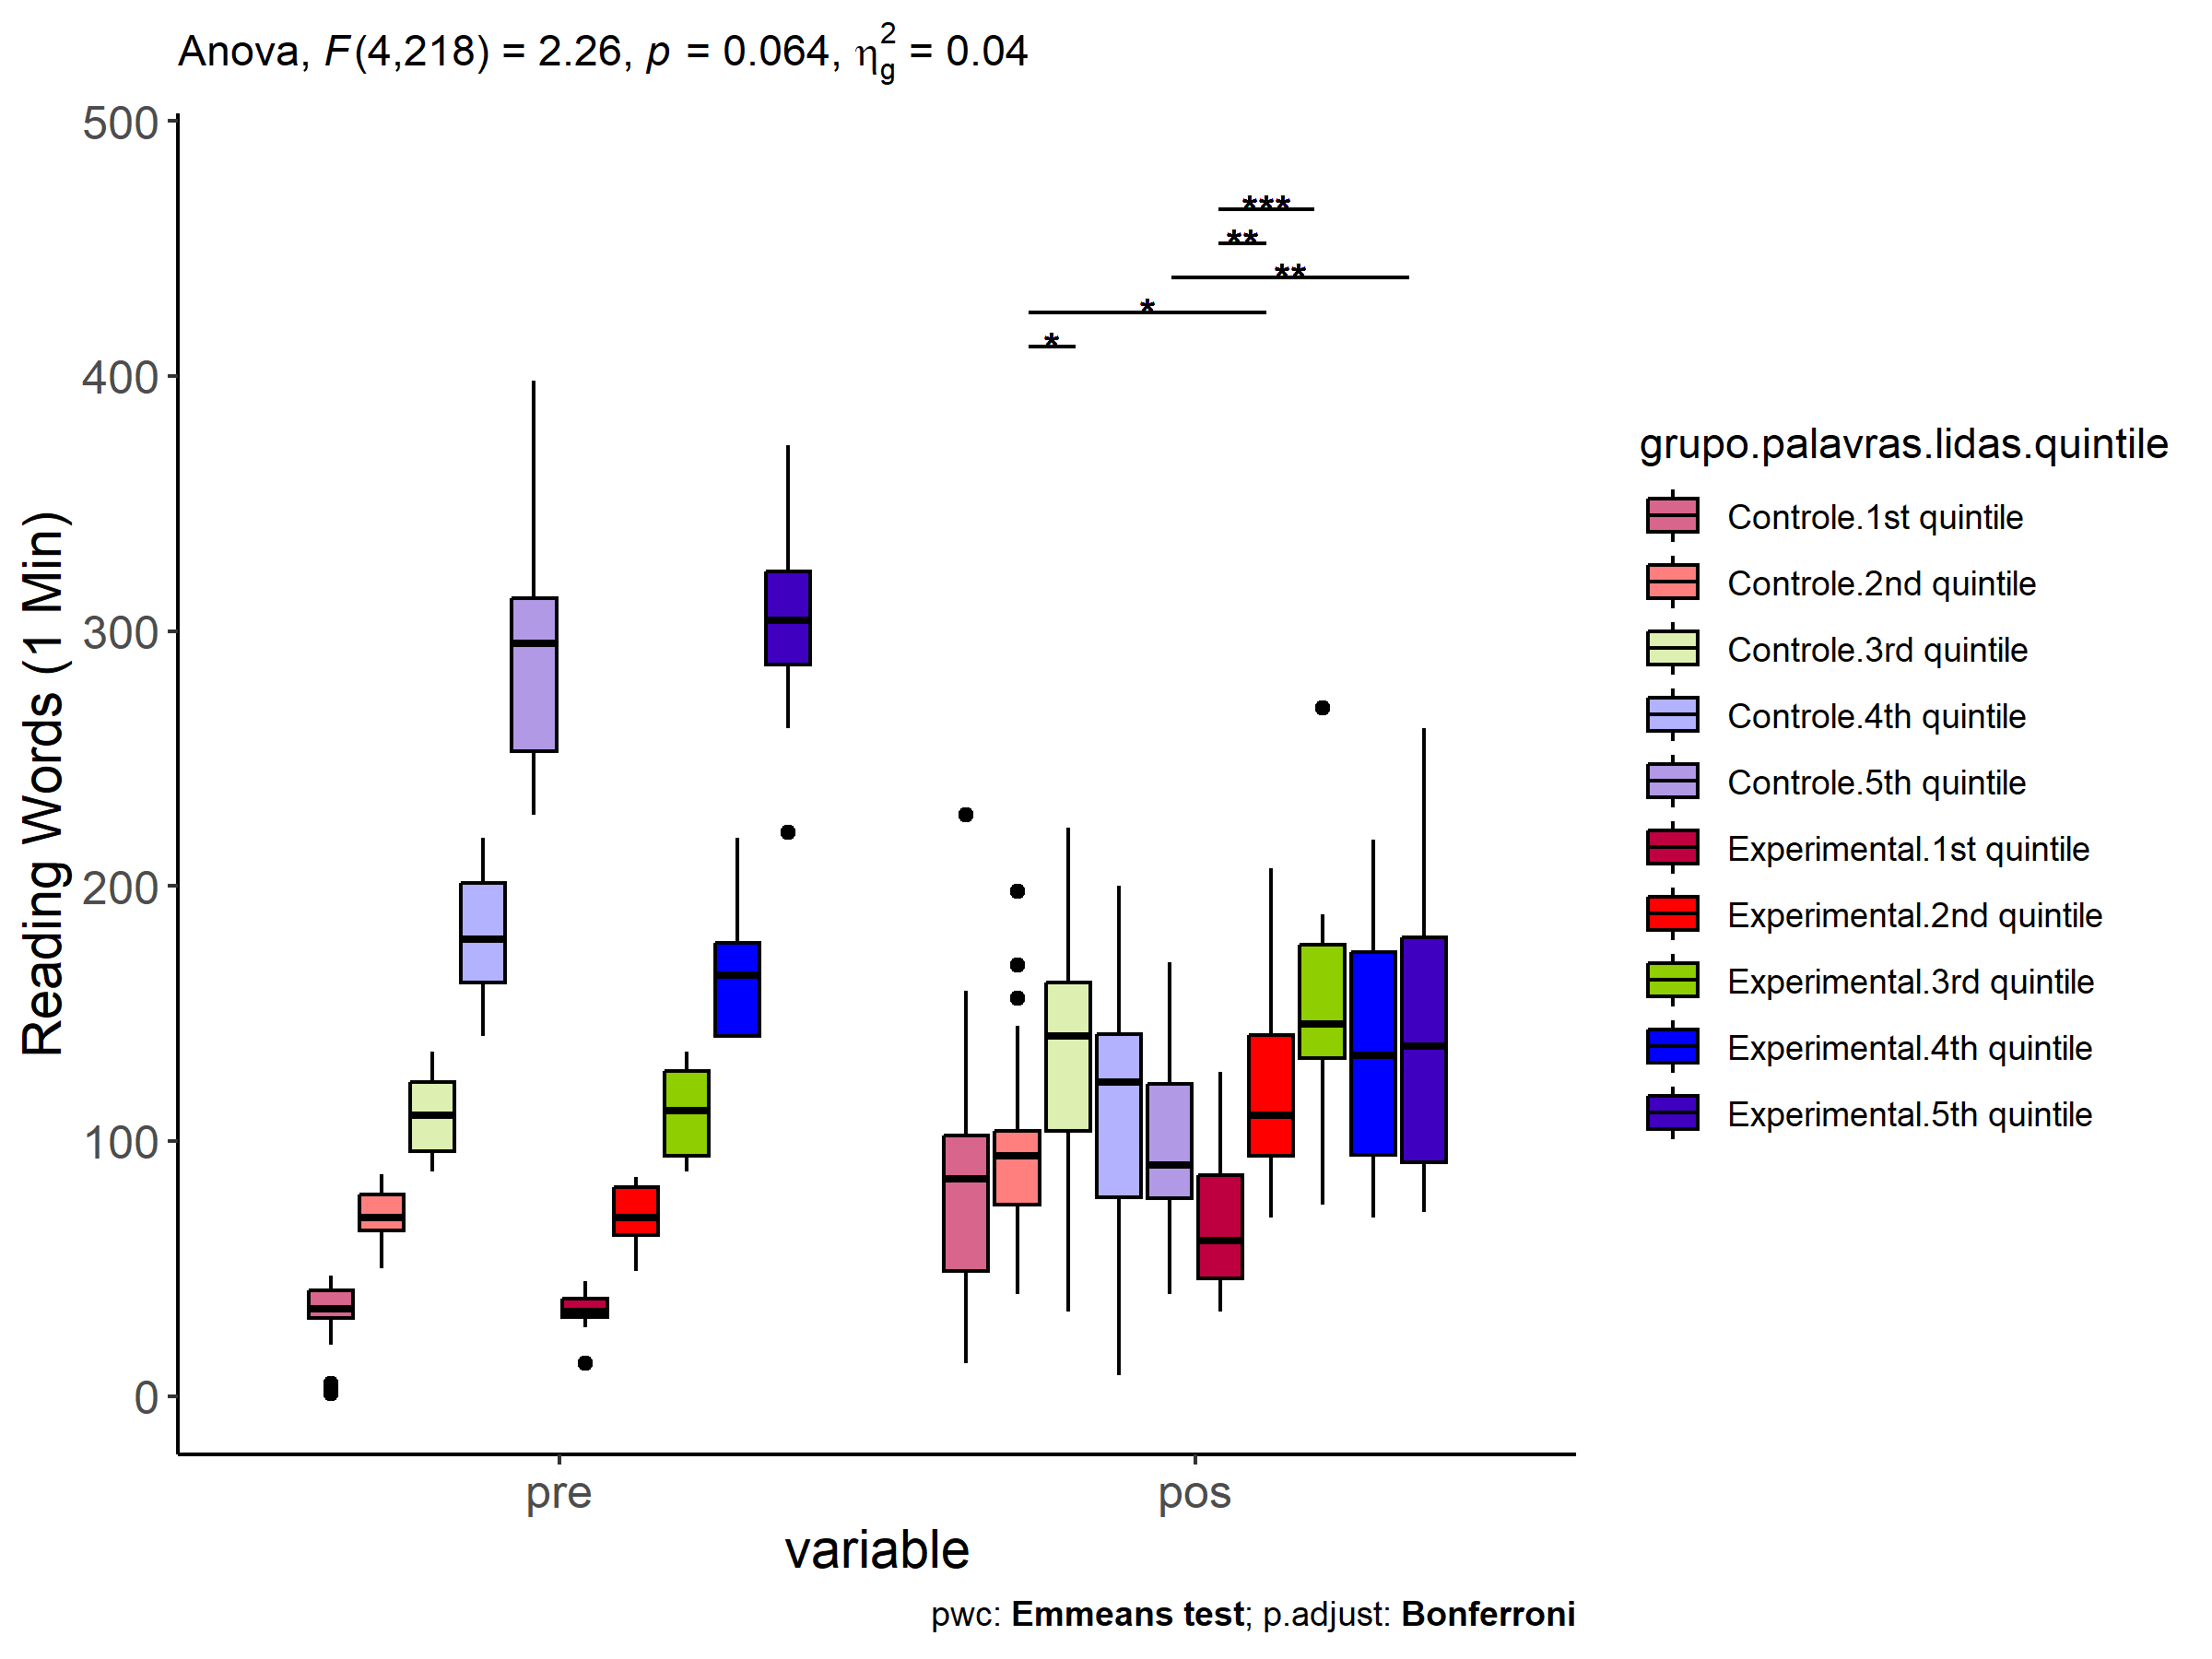 Anova, F(4,218) = 2.26, p = 0.064, η²g = 0.04
500
400
300
200
100
0
Reading Words (1 Min)
***
**
**
*
*
pre
pos
variable
pwc: Emmeans test; p.adjust: Bonferroni
grupo.palavras.lidas.quintile
Controle.1st quintile
Controle.2nd quintile
Controle.3rd quintile
Controle.4th quintile
Controle.5th quintile
Experimental.1st quintile
Experimental.2nd quintile
Experimental.3rd quintile
Experimental.4th quintile
Experimental.5th quintile